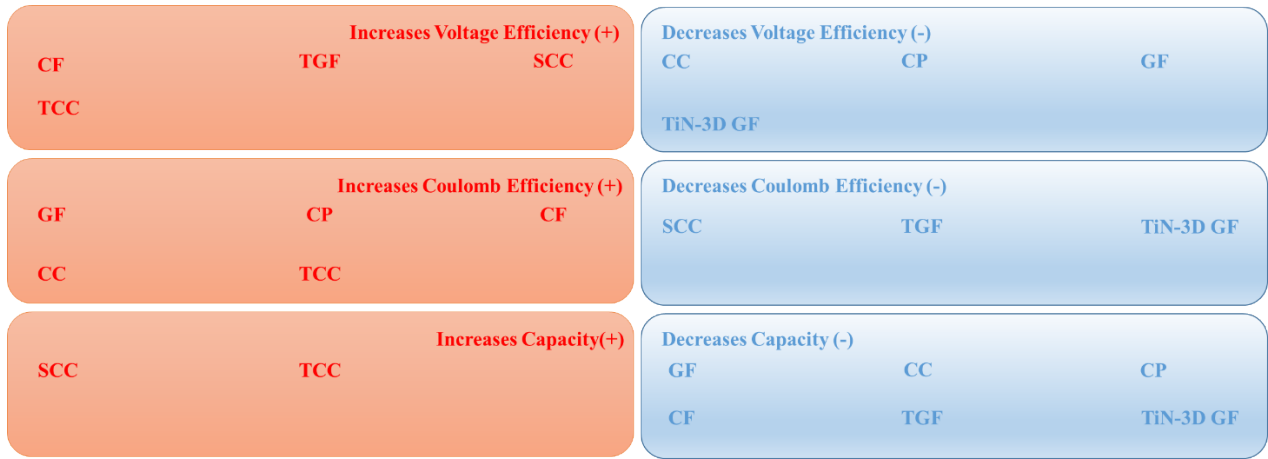 Increases Voltage Efficiency (+)
CF TGF SCC
TCC
Decreases Voltage Efficiency (-)
CC CP GF
TiN-3D GF
Increases Coulomb Efficiency (+)
GF CP CF
CC TCC
Decreases Coulomb Efficiency (-)
SCC TGF TiN-3D GF
Increases Capacity(+)
SCC TCC
Decreases Capacity (-)
GF CC CP
CF TGF TiN-3D GF